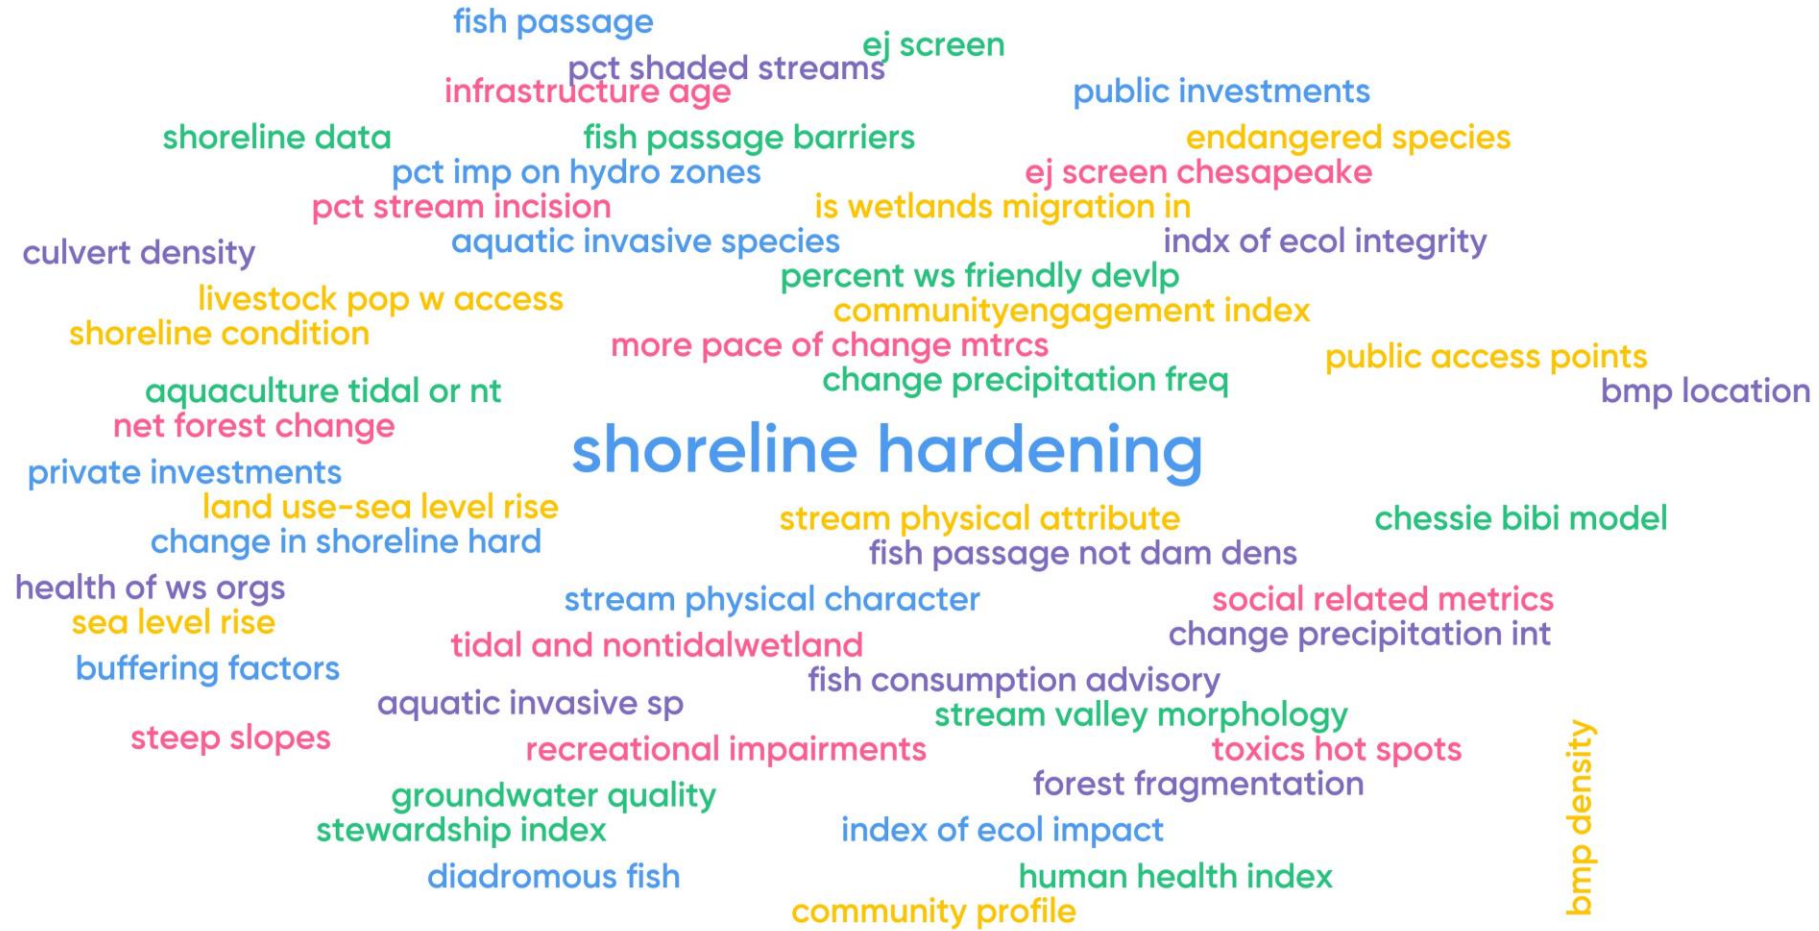 fish passage
ej screen
pct shaded streams
infrastructure age
public investments
shoreline data
fish passage barriers
endangered species
pct imp on hydro zones
ej screen chesapeake
pct stream incision
is wetlands migration in
culvert density
aquatic invasive species
indx of ecol integrity
percent ws friendly devlp
livestock pop w access
communityengagement index
shoreline condition
more pace of change mtrcs
public access points
aquaculture tidal or nt
change precipitation freq
bmp location
net forest change
shoreline hardening
private investments
land use-sea level rise
stream physical attribute
chessie bibi model
change in shoreline hard
fish passage not dam dens
health of ws orgs
stream physical character
social related metrics
sea level rise
change precipitation int
tidal and nontidalwetland
buffering factors
fish consumption advisory
aquatic invasive sp
stream valley morphology
steep slopes
recreational impairments
toxics hot spots
forest fragmentation
groundwater quality
bmp density
stewardship index
index of ecol impact
diadromous fish
human health index
community profile